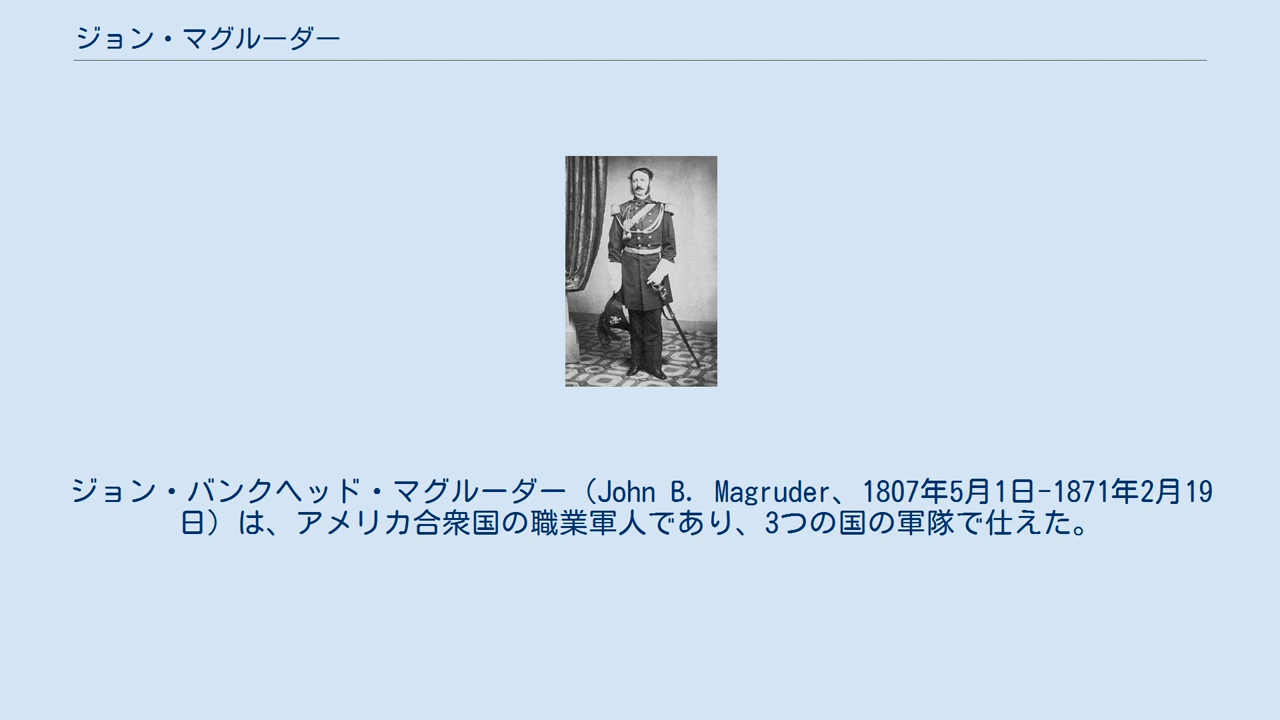 ジョン・マグルーダー
ジョン・バンクヘッド・マグルーダー（John B. Magruder、1807年5月1日-1871年2月19
日）は、アメリカ合衆国の職業軍人であり、3つの国の軍隊で仕えた。